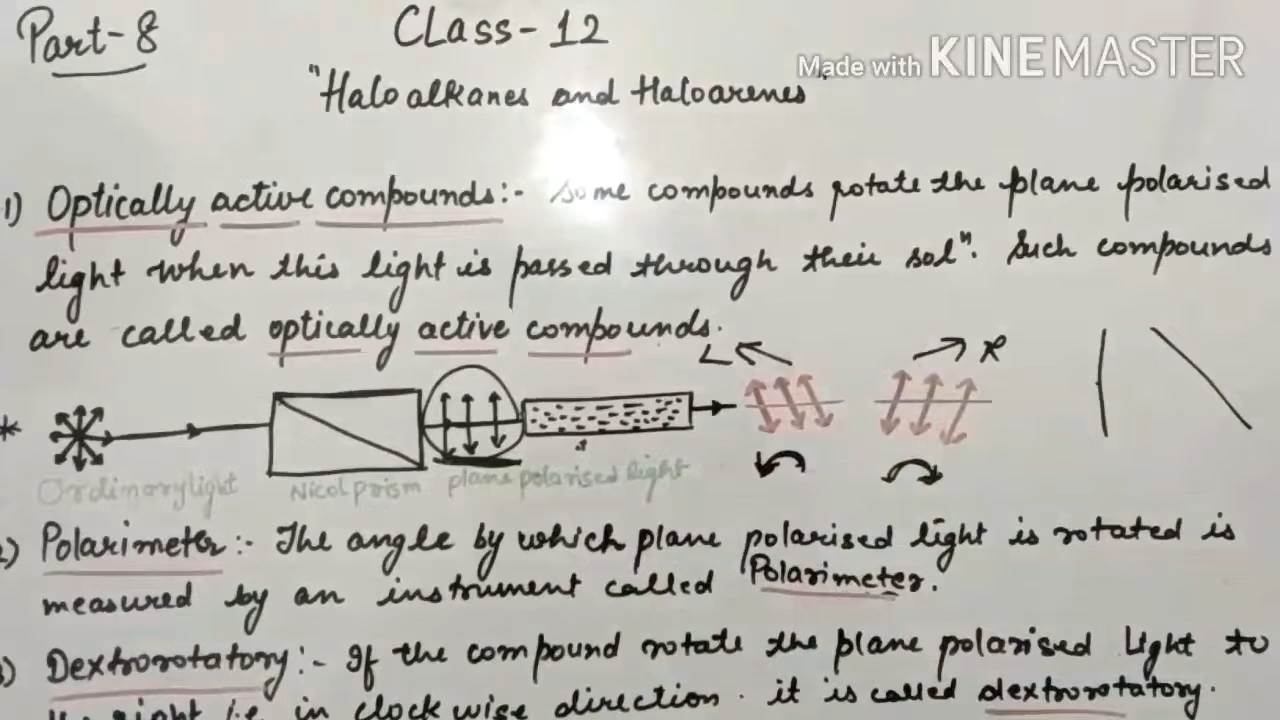 Part-8
CLass-12
Made with KINEMASTER
"Haloalkanes and Haloarenes"
1) Optically active compounds:- Some compounds rotate the plane polarised
light when this light is passed through their solⁿ. Such compounds
are called optically active compounds.
L R
*
Ordinary light Nicol prism plane polarised light
2) Polarimeter:- The angle by which plane polarised light is rotated is
measured by an instrument called Polarimeter.
3) Dextrorotatory:- If the compound rotate the plane polarised Light to
the right i.e. in clockwise direction. it is called dextrorotatory.